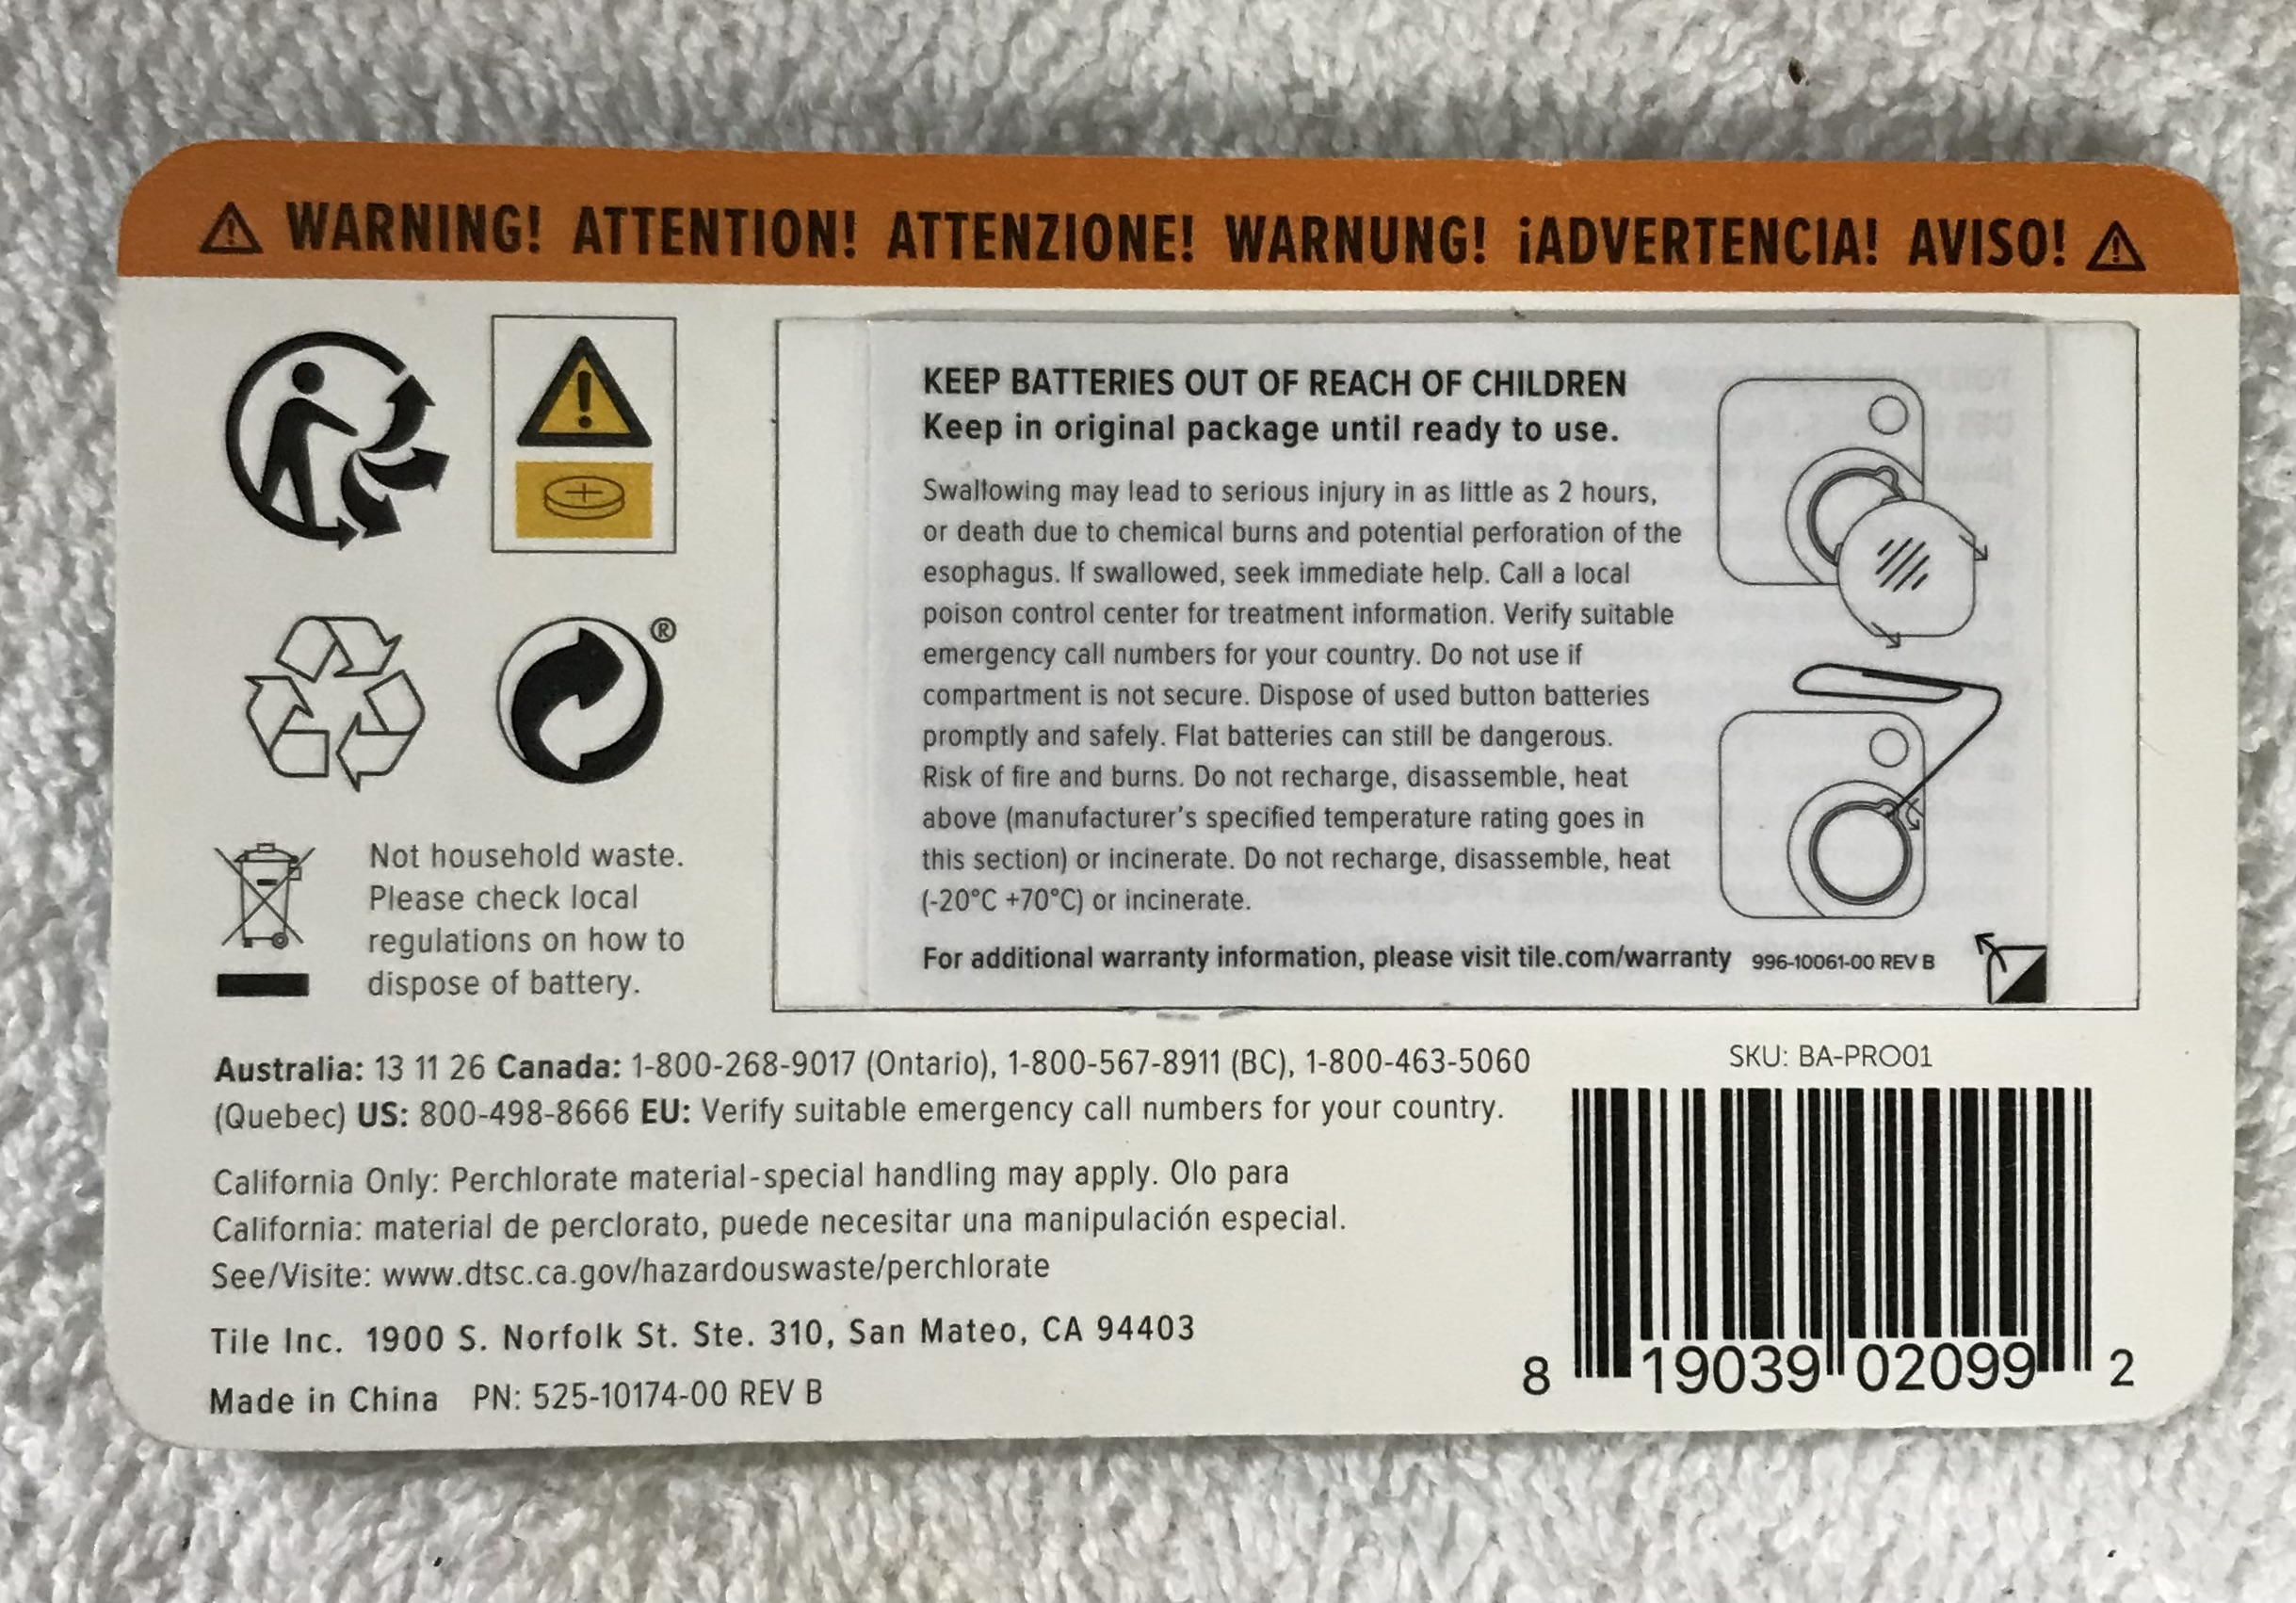 WARNING! ATTENTION! ATTENZIONE! WARNUNG! ¡ADVERTENCIA! AVISO!
KEEP BATTERIES OUT OF REACH OF CHILDREN
Keep in original package until ready to use.
Swallowing may lead to serious injury in as little as 2 hours,
or death due to chemical burns and potential perforation of the
esophagus. If swallowed, seek immediate help. Call a local
poison control center for treatment information. Verify suitable
emergency call numbers for your country. Do not use if
compartment is not secure. Dispose of used button batteries
promptly and safely. Flat batteries can still be dangerous.
Risk of fire and burns. Do not recharge, disassemble, heat
above (manufacturer's specified temperature rating goes in
this section) or incinerate. Do not recharge, disassemble, heat
(-20°C +70°C) or incinerate.
For additional warranty information, please visit tile.com/warranty 996-10061-00 REV B
®
Not household waste.
Please check local
regulations on how to
dispose of battery.
Australia: 13 11 26 Canada: 1-800-268-9017 (Ontario), 1-800-567-8911 (BC), 1-800-463-5060
(Quebec) US: 800-498-8666 EU: Verify suitable emergency call numbers for your country.
California Only: Perchlorate material-special handling may apply. Olo para
California: material de perclorato, puede necesitar una manipulación especial.
See/Visite: www.dtsc.ca.gov/hazardouswaste/perchlorate
Tile Inc. 1900 S. Norfolk St. Ste. 310, San Mateo, CA 94403
Made in China PN: 525-10174-00 REV B
SKU: BA-PRO01
8 19039 02099 2